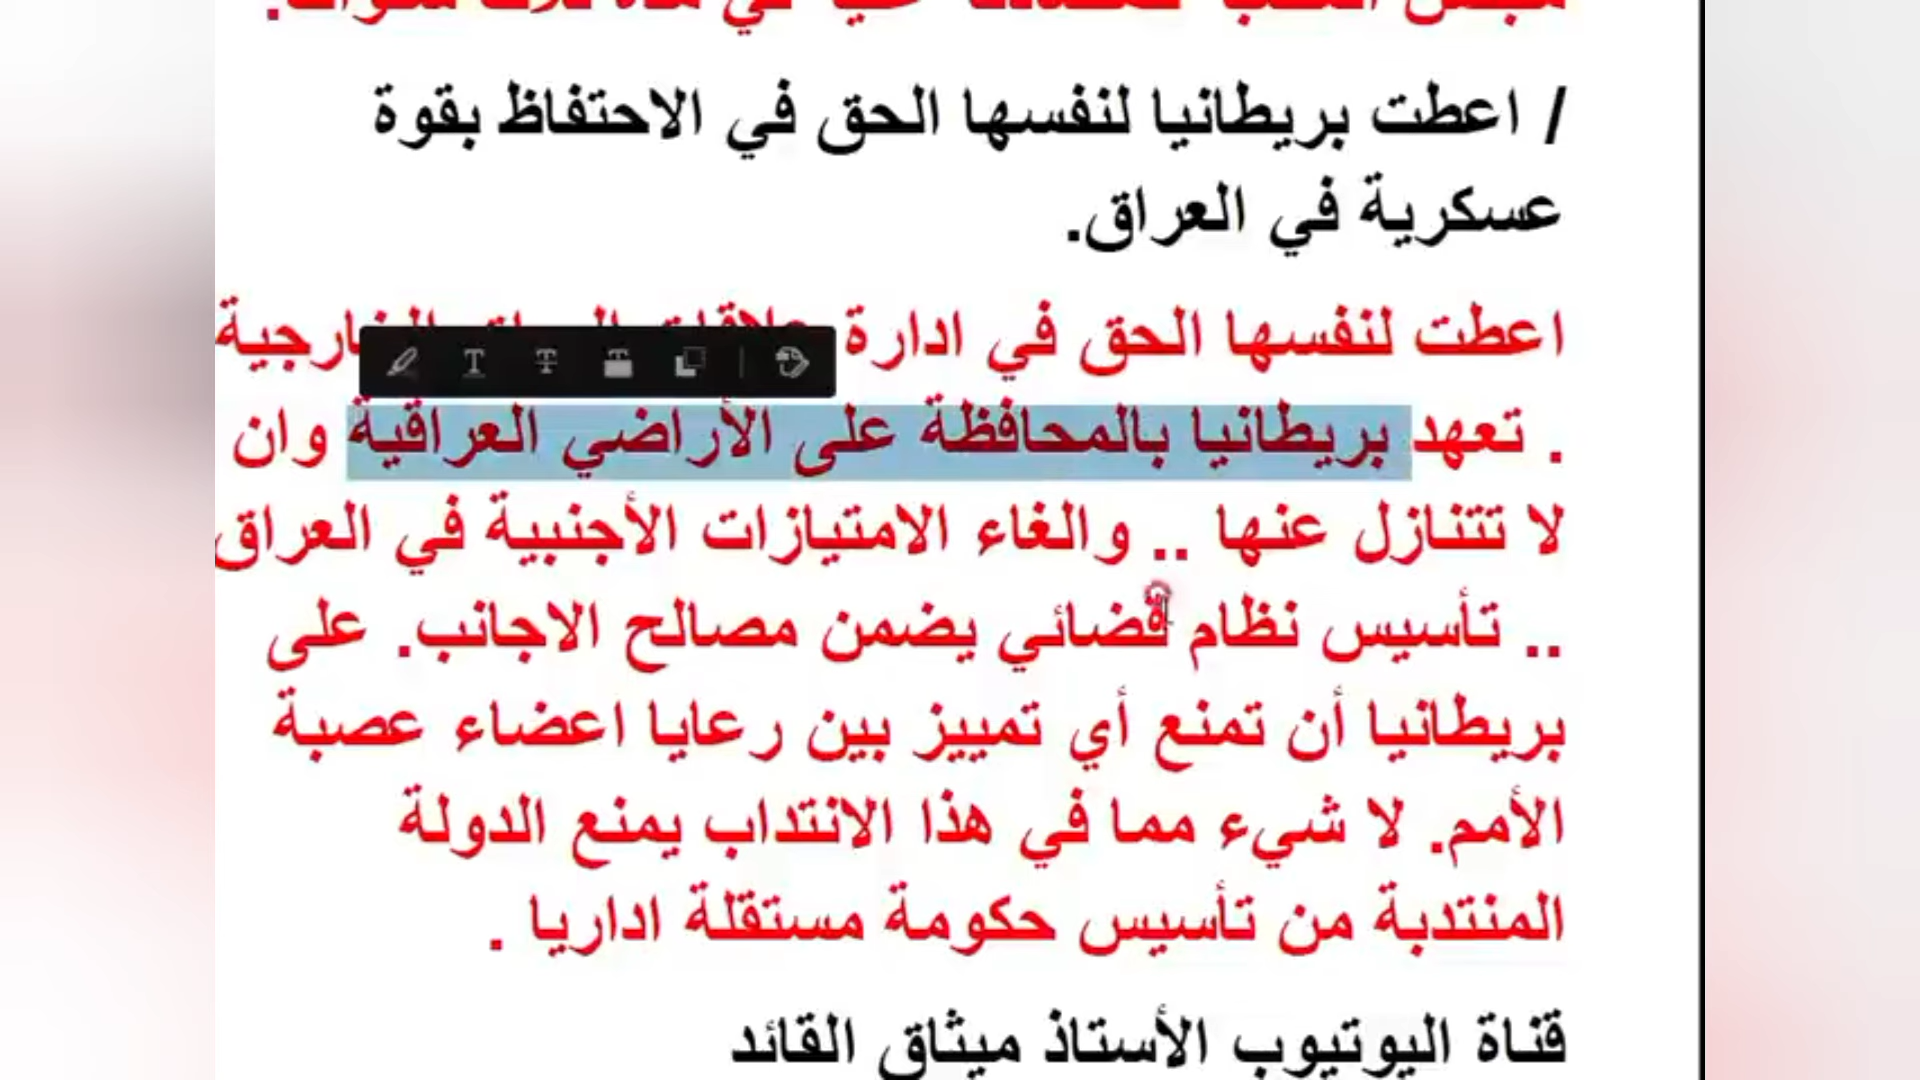 / اعطت بريطانيا لنفسها الحق في الاحتفاظ بقوة
عسكرية في العراق.
اعطت لنفسها الحق في ادارة
. تعهد بريطانيا بالمحافظة على الأراضي العراقية وان
لا تتنازل عنها .. والغاء الامتيازات الأجنبية في العراق
.. تأسيس نظام قضائي يضمن مصالح الاجانب. على
بريطانيا أن تمنع أي تمييز بين رعايا اعضاء عصبة
الأمم. لا شيء مما في هذا الانتداب يمنع الدولة
المنتدبة من تأسيس حكومة مستقلة اداريا .
قناة اليوتيوب الأستاذ ميثاق القائد